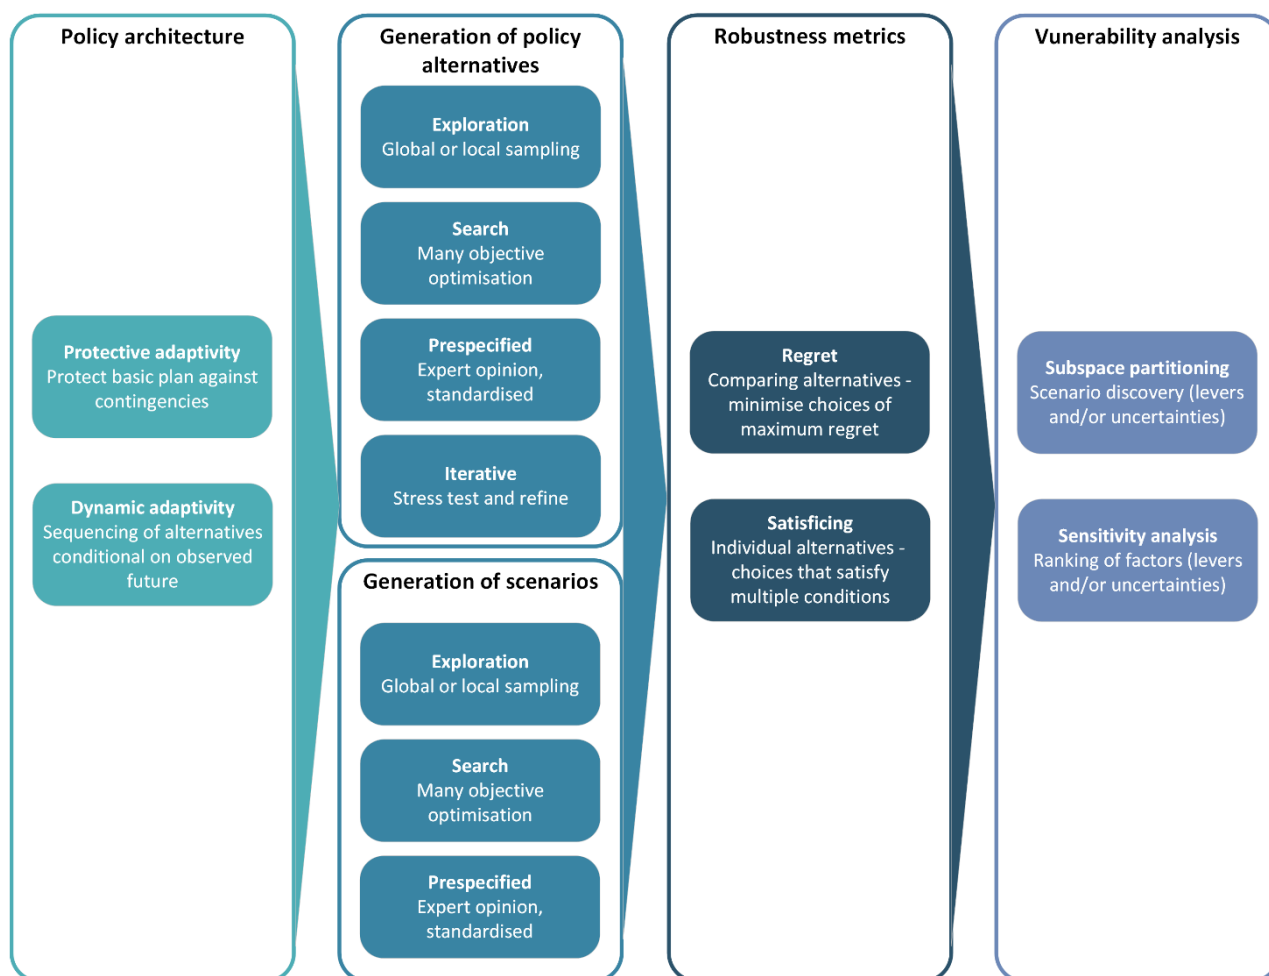 Policy architecture
Protective adaptivity
Protect basic plan against
contingencies
Dynamic adaptivity
Sequencing of alternatives
conditional on observed
future
Generation of policy
alternatives
Exploration
Global or local sampling
Search
Many objective
optimisation
Prespecified
Expert opinion,
standardised
Iterative
Stress test and refine
Generation of scenarios
Exploration
Global or local sampling
Search
Many objective
optimisation
Prespecified
Expert opinion,
standardised
Robustness metrics
Regret
Comparing alternatives -
minimise choices of
maximum regret
Satisficing
Individual alternatives -
choices that satisfy
multiple conditions
Vunerability analysis
Subspace partitioning
Scenario discovery (levers
and/or uncertainties)
Sensitivity analysis
Ranking of factors (levers
and/or uncertainties)